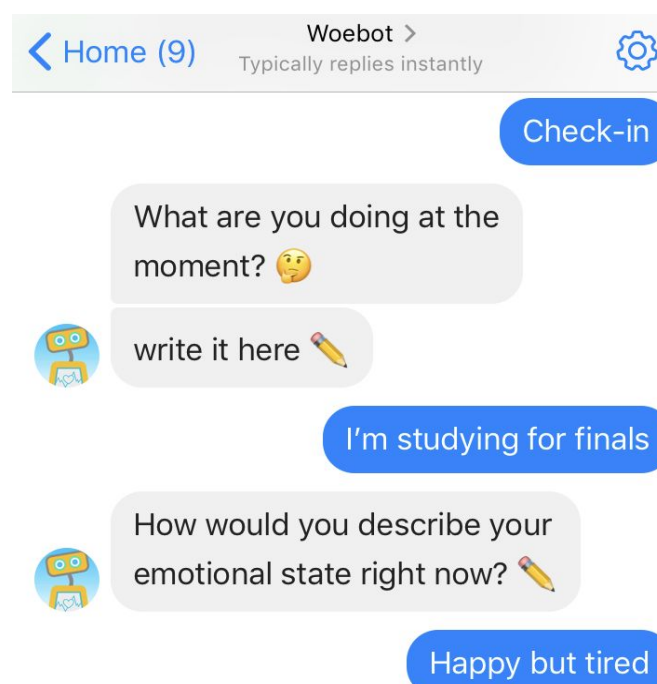 Home (9)
Woebot >
Typically replies instantly
Check-in
What are you doing at the
moment? 🤔
write it here ✏️
I’m studying for finals
How would you describe your
emotional state right now? ✏️
Happy but tired